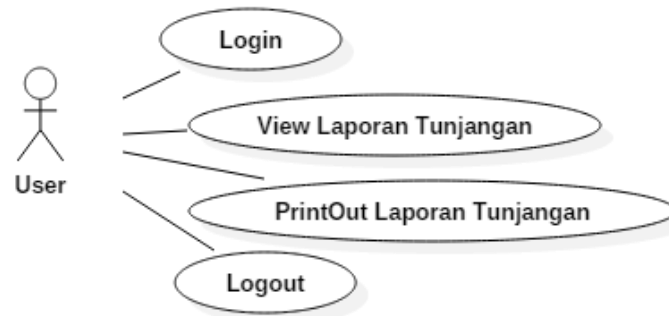 Login
View Laporan Tunjangan
User
PrintOut Laporan Tunjangan
Logout